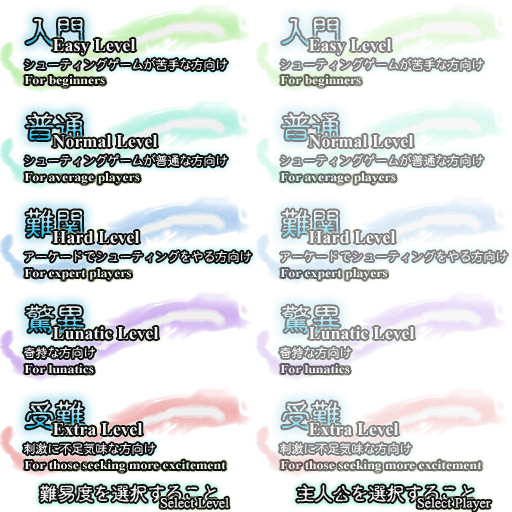 入門
Easy Level
シューティングゲームが苦手な方向け
For beginners
普通
Normal Level
シューティングゲームが普通な方向け
For average players
難関
Hard Level
アーケードでシューティングをやる方向け
For expert players
驚異
Lunatic Level
奇特な方向け
For lunatics
受難
Extra Level
刺激に不足気味な方向け
For those seeking more excitement
難易度を選択すること
Select Level
入門
Easy Level
シューティングゲームが苦手な方向け
For beginners
普通
Normal Level
シューティングゲームが普通な方向け
For average players
難関
Hard Level
アーケードでシューティングをやる方向け
For expert players
驚異
Lunatic Level
奇特な方向け
For lunatics
受難
Extra Level
刺激に不足気味な方向け
For those seeking more excitement
主人公を選択すること
Select Player